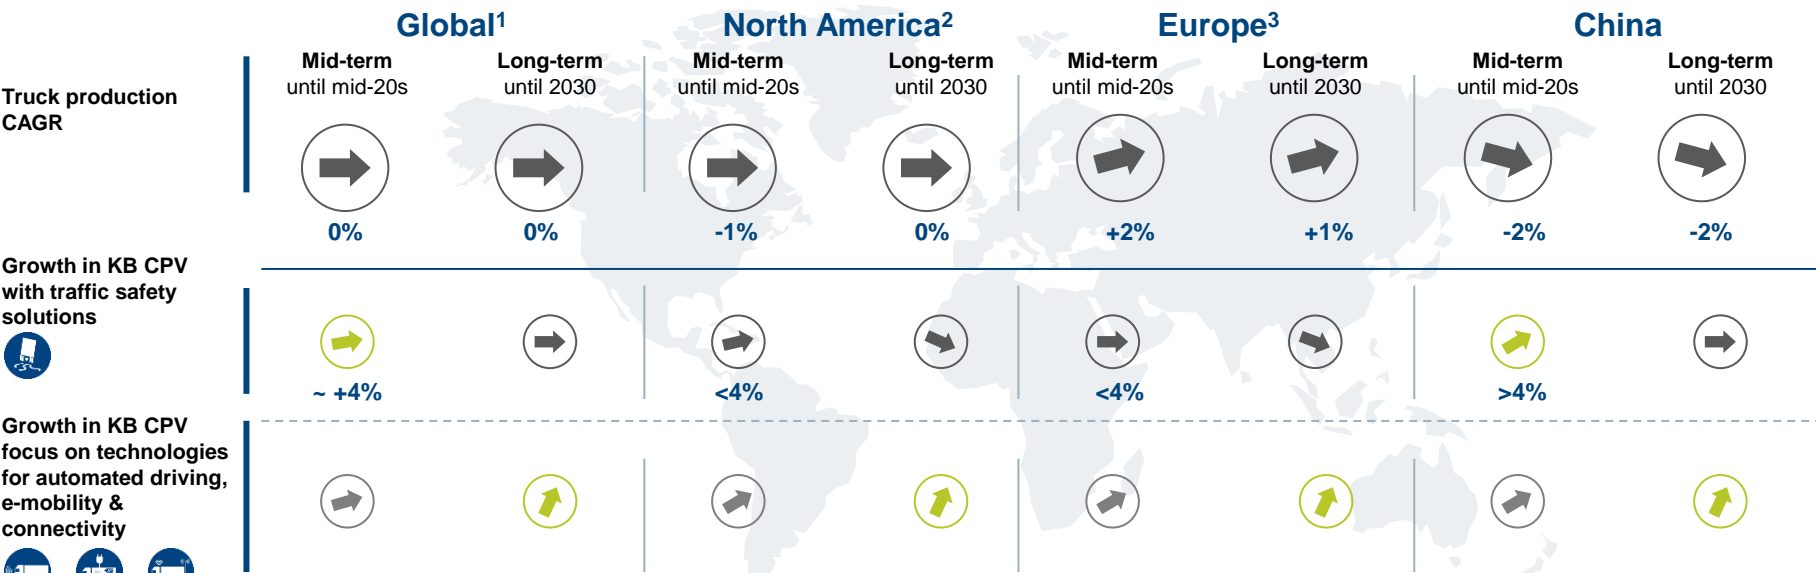 Global¹ North America² Europe³ China
Mid-term Long-term Mid-term Long-term Mid-term Long-term Mid-term Long-term
until mid-20s until 2030 until mid-20s until 2030 until mid-20s until 2030 until mid-20s until 2030
Truck production
CAGR
0% 0% -1% 0% +2% +1% -2% -2%
Growth in KB CPV
with traffic safety
solutions
~ +4% <4% <4% >4%
Growth in KB CPV
focus on technologies
for automated driving,
e-mobility &
connectivity